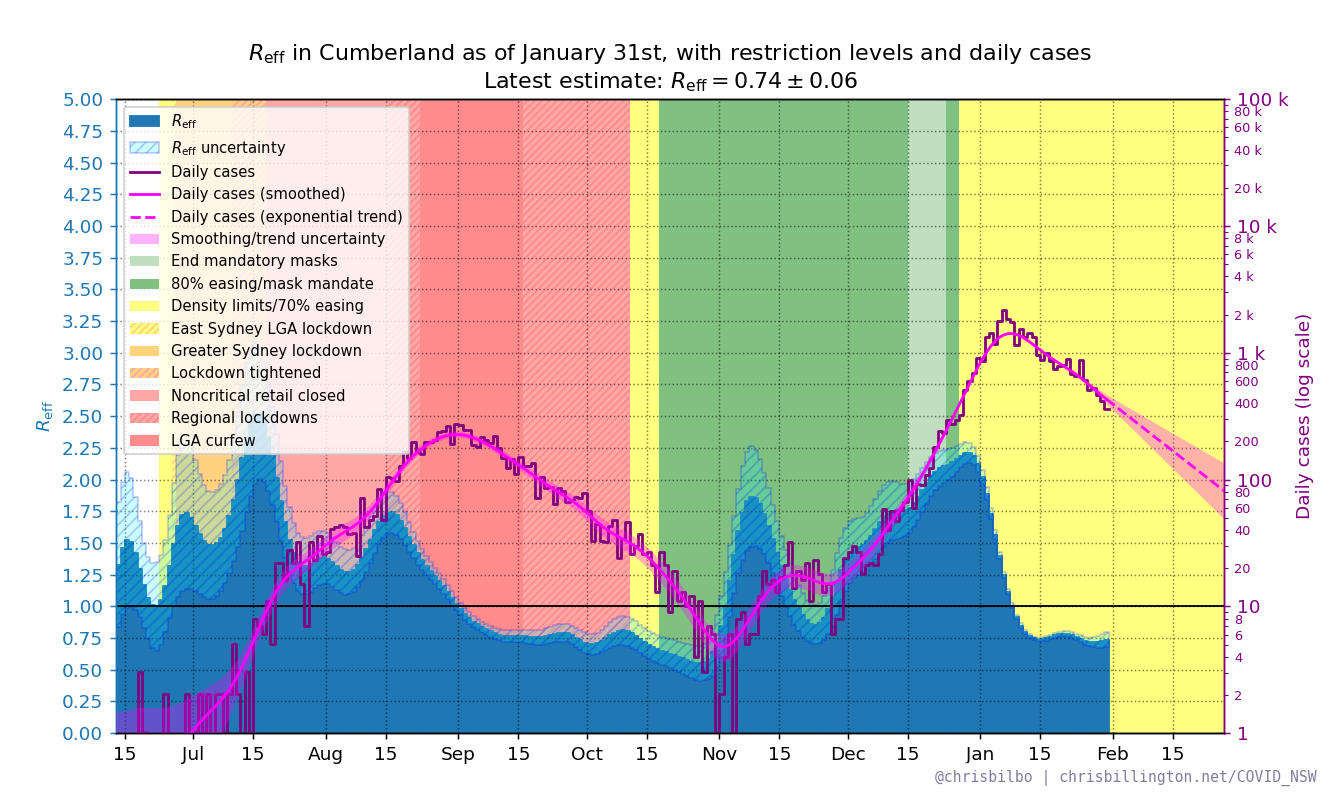 R_eff in Cumberland as of January 31st, with restriction levels and daily cases
Latest estimate: R_eff = 0.74 ± 0.06
R_eff
5.00
4.75
4.50
4.25
4.00
3.75
3.50
3.25
3.00
2.75
2.50
2.25
2.00
1.75
1.50
1.25
1.00
0.75
0.50
0.25
0.00
R_eff
R_eff uncertainty
Daily cases
Daily cases (smoothed)
Daily cases (exponential trend)
Smoothing/trend uncertainty
End mandatory masks
80% easing/mask mandate
Density limits/70% easing
East Sydney LGA lockdown
Greater Sydney lockdown
Lockdown tightened
Noncritical retail closed
Regional lockdowns
LGA curfew
100 k
80 k
60 k
40 k
20 k
10 k
8 k
6 k
4 k
2 k
1 k
800
600
400
200
100
80
60
40
20
10
8
6
4
2
1
Daily cases (log scale)
15 Jul 15 Aug 15 Sep 15 Oct 15 Nov 15 Dec 15 Jan 15 Feb 15
@chrisbilbo | chrisbillington.net/COVID_NSW